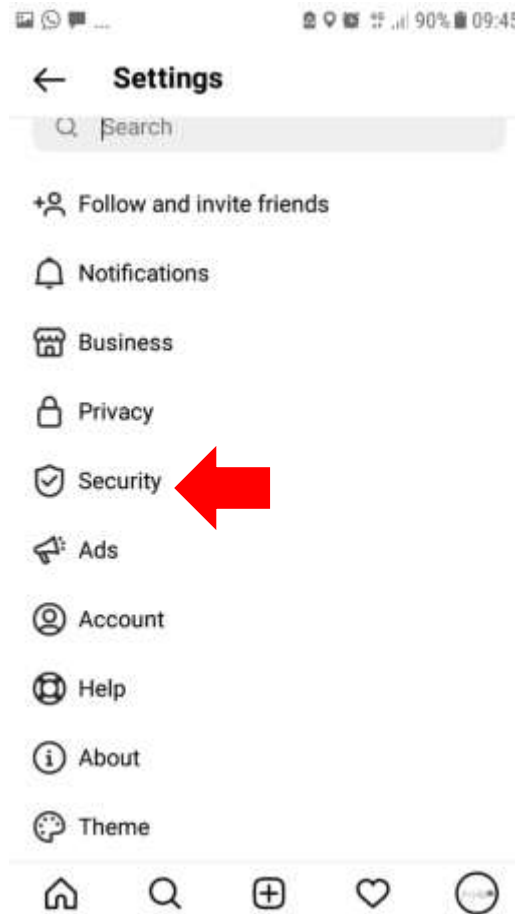 ... 90% 09:45
Settings
Search
Follow and invite friends
Notifications
Business
Privacy
Security
Ads
Account
Help
About
Theme